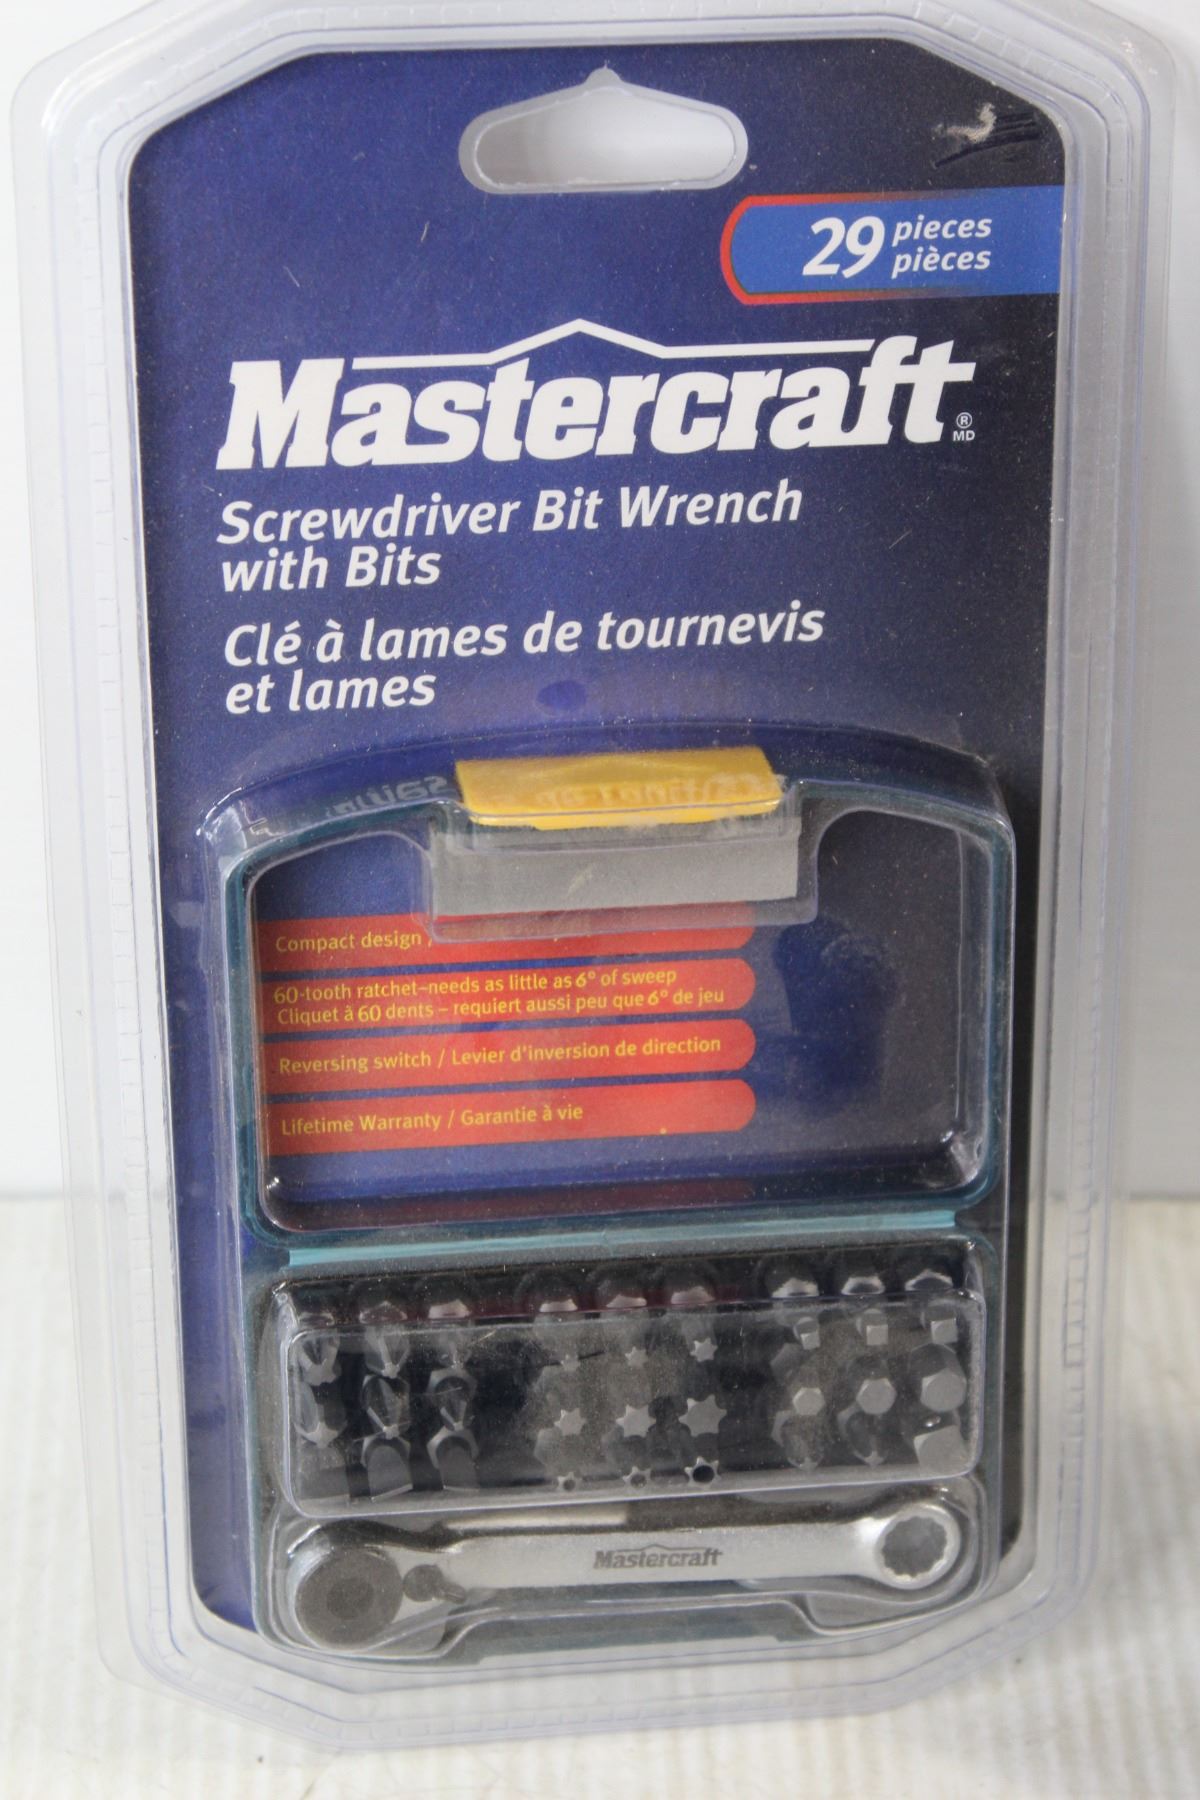 29 pieces
pièces
Mastercraft
®
MD
Screwdriver Bit Wrench
with Bits
Clé à lames de tournevis
et lames
Compact design /
60-tooth ratchet–needs as little as 6° of sweep
Cliquet à 60 dents – requiert aussi peu que 6° de jeu
Reversing switch / Levier d'inversion de direction
Lifetime Warranty / Garantie à vie
Mastercraft